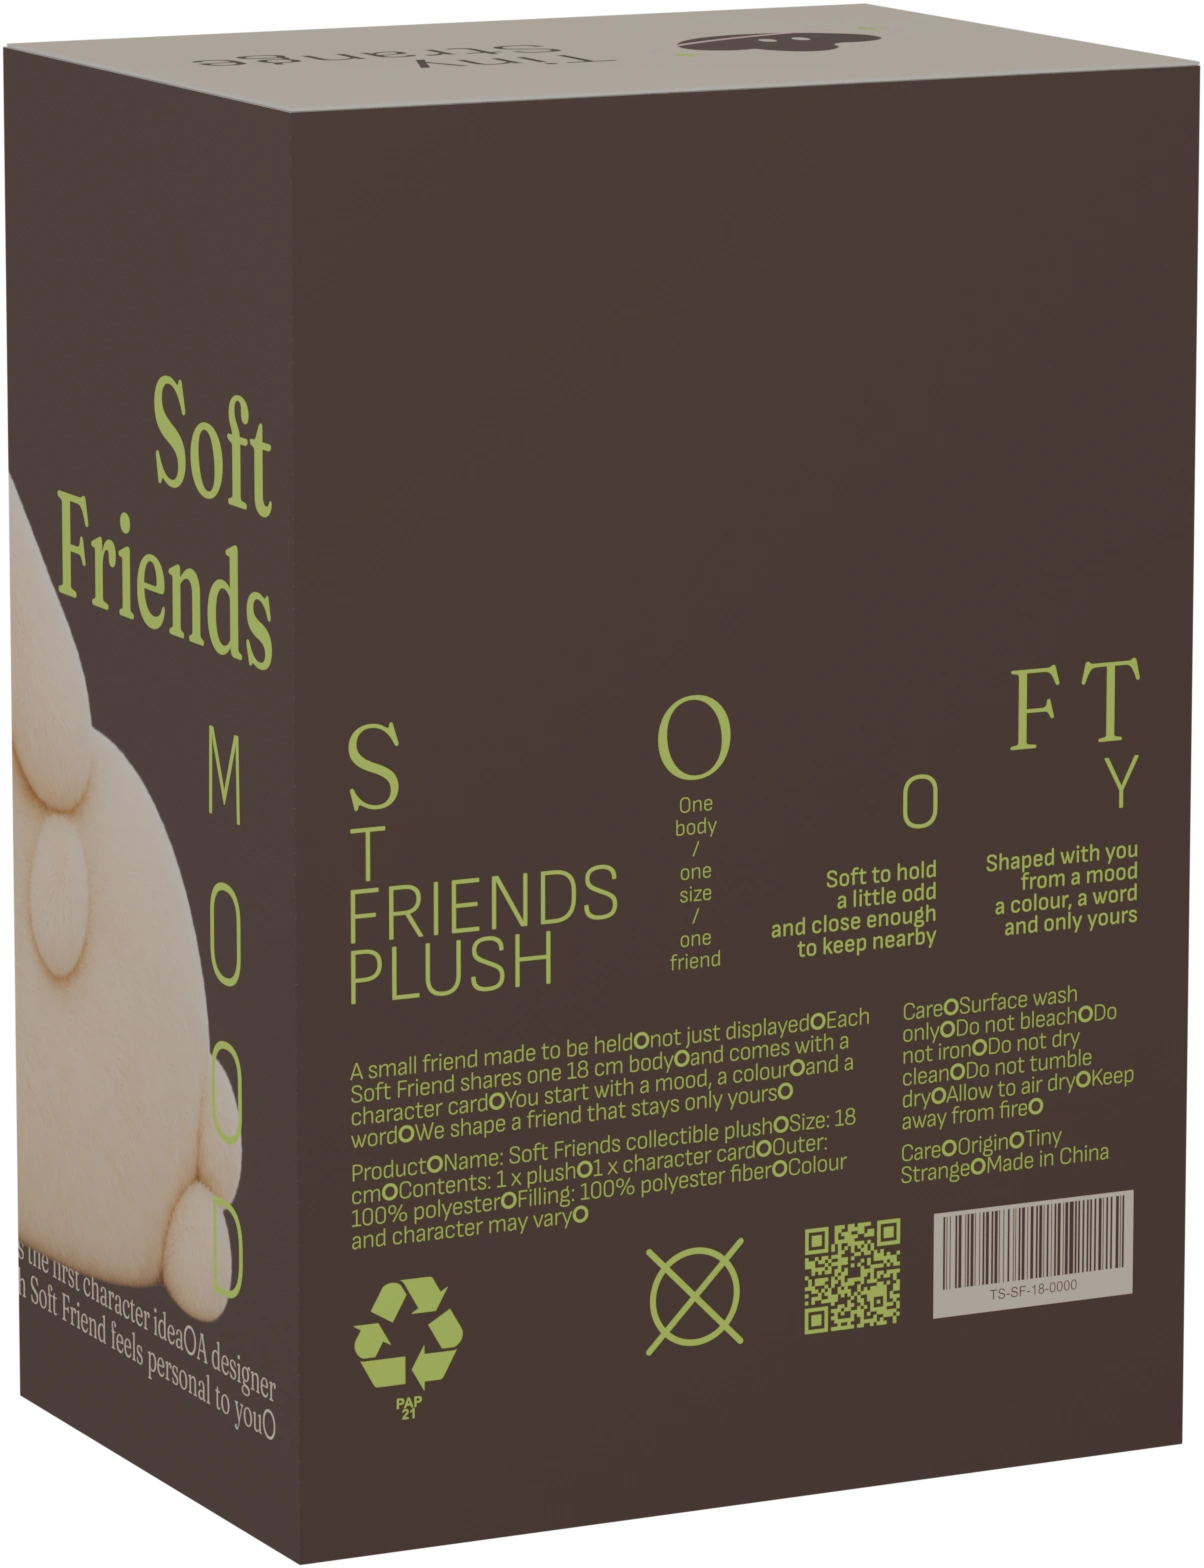 Tiny
Strange
Soft
Friends
M
O
O
D
the first character ideaOA designer
Soft Friend feels personal to youO
S O F T
T O Y
FRIENDS
PLUSH
One
body
/
one
size
/
one
friend
Soft to hold
a little odd
and close enough
to keep nearby
Shaped with you
from a mood
a colour, a word
and only yours
A small friend made to be heldOnot just displayedOEach
Soft Friend shares one 18 cm bodyOand comes with a
character cardOYou start with a mood, a colourOand a
wordOWe shape a friend that stays only yoursO
ProductOName: Soft Friends collectible plushOSize: 18
cmOContents: 1 x plushO1 x character cardOOuter:
100% polyesterOFilling: 100% polyester fiberOColour
and character may varyO
CareOSurface wash
onlyODo not bleachODo
not ironODo not dry
cleanODo not tumble
dryOAllow to air dryOKeep
away from fireO
CareOOriginOTiny
StrangeOMade in China
PAP
21
TS-SF-18-0000